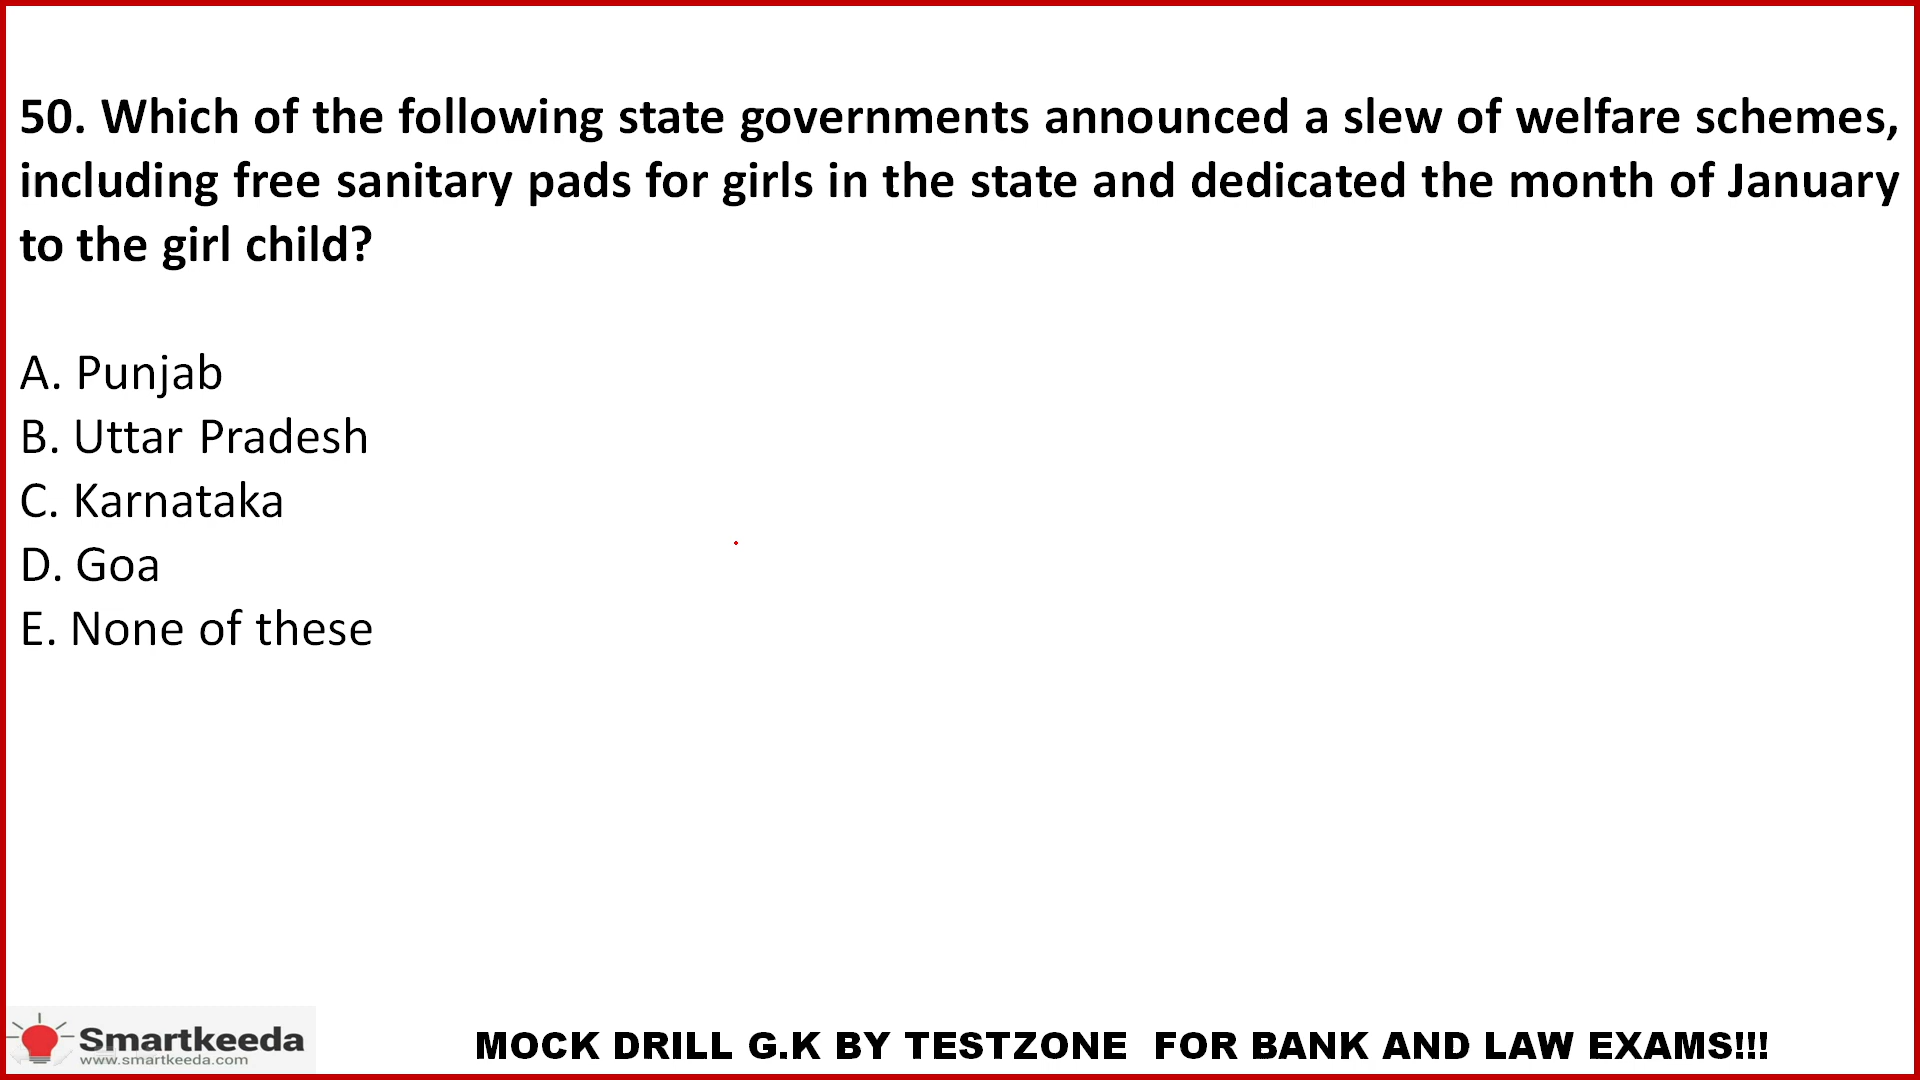 50. Which of the following state governments announced a slew of welfare schemes,
including free sanitary pads for girls in the state and dedicated the month of January
to the girl child?
A. Punjab
B. Uttar Pradesh
C. Karnataka
D. Goa
E. None of these
Smartkeeda
www.smartkeeda.com
MOCK DRILL G.K BY TESTZONE FOR BANK AND LAW EXAMS!!!